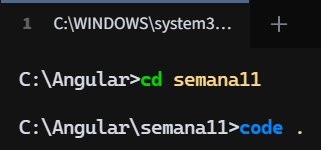 1 C:\WINDOWS\system3... +
C:\Angular>cd semana11
C:\Angular\semana11>code .